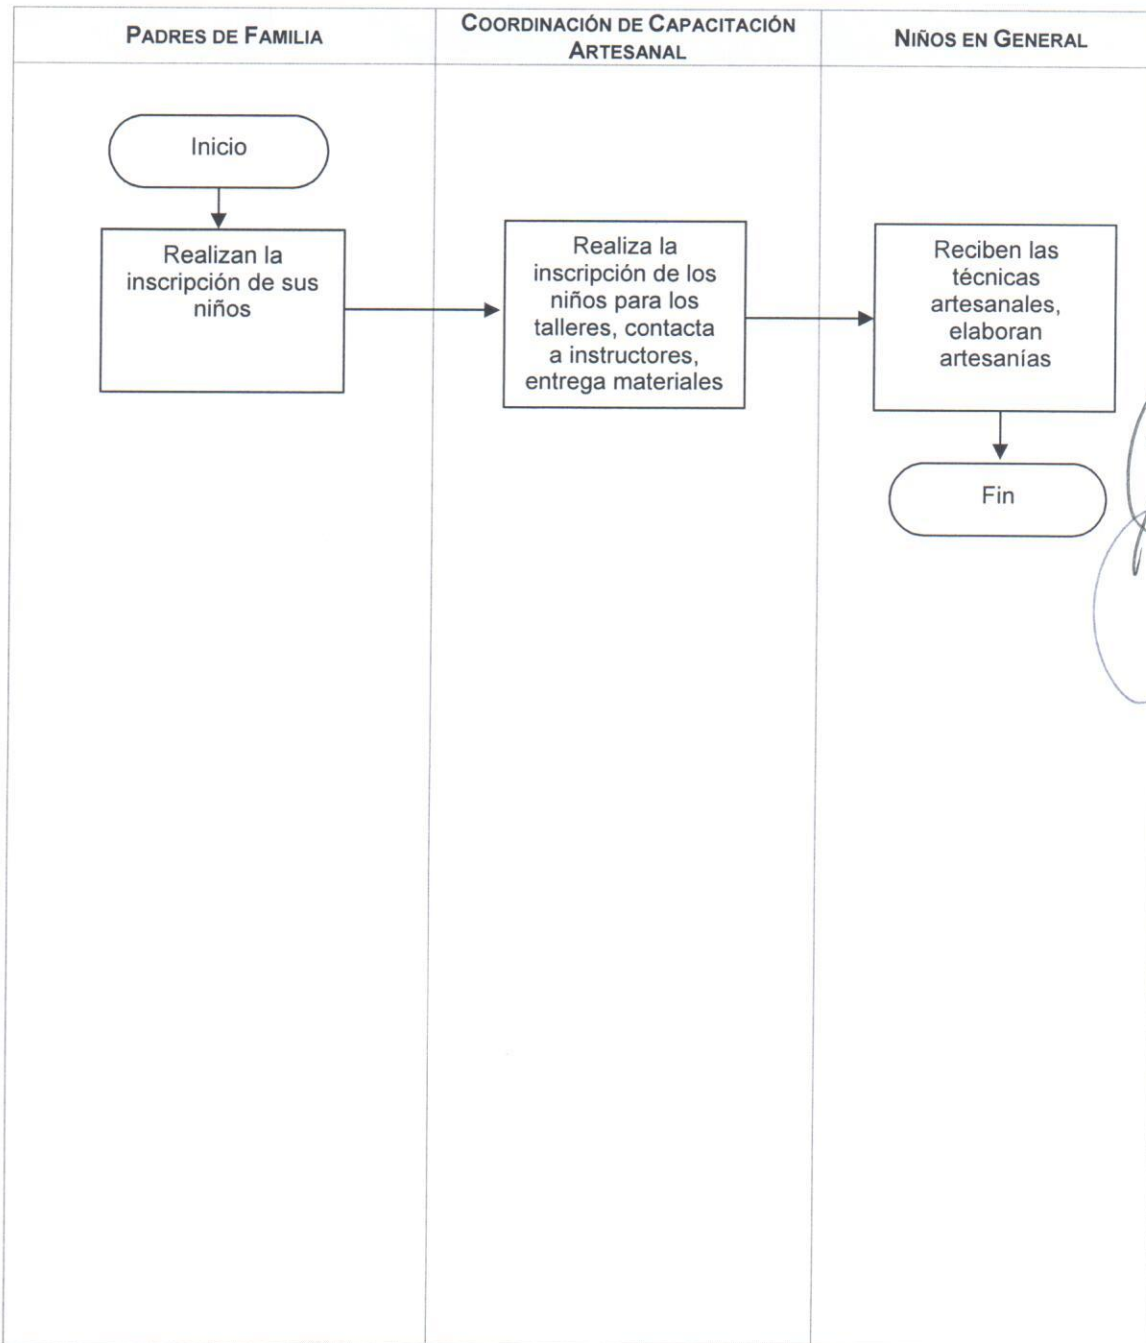 PADRES DE FAMILIA
COORDINACIÓN DE CAPACITACIÓN
ARTESANAL
NIÑOS EN GENERAL
Inicio
Realizan la
inscripción de sus
niños
Realiza la
inscripción de los
niños para los
talleres, contacta
a instructores,
entrega materiales
Reciben las
técnicas
artesanales,
elaboran
artesanías
Fin